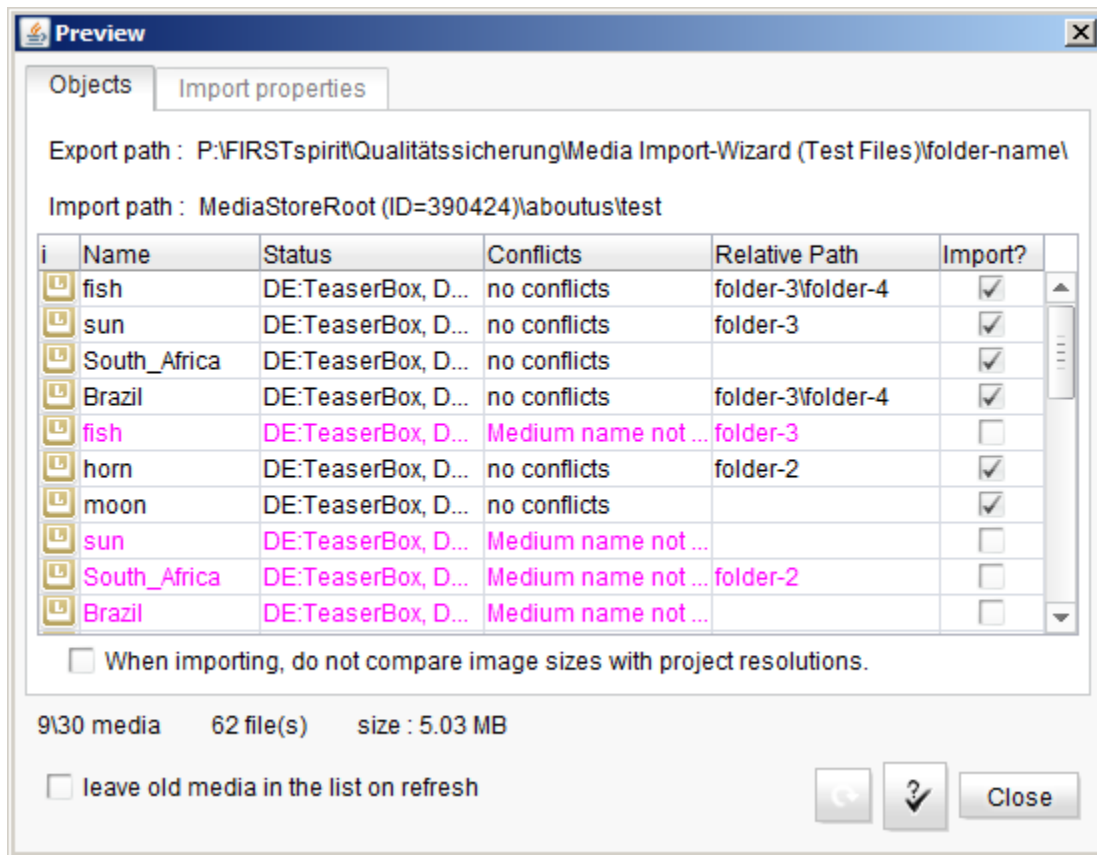 Preview
Objects Import properties
Export path : P:\FIRSTspirit\Qualitätssicherung\Media Import-Wizard (Test Files)\folder-name\
Import path : MediaStoreRoot (ID=390424)\aboutus\test
i Name Status Conflicts Relative Path Import?
L fish DE:TeaserBox, D... no conflicts folder-3\folder-4
L sun DE:TeaserBox, D... no conflicts folder-3
L South_Africa DE:TeaserBox, D... no conflicts
L Brazil DE:TeaserBox, D... no conflicts folder-3\folder-4
L fish DE:TeaserBox, D... Medium name not ... folder-3
L horn DE:TeaserBox, D... no conflicts folder-2
L moon DE:TeaserBox, D... no conflicts
L sun DE:TeaserBox, D... Medium name not ...
L South_Africa DE:TeaserBox, D... Medium name not ... folder-2
L Brazil DE:TeaserBox, D... Medium name not ...
When importing, do not compare image sizes with project resolutions.
9\30 media 62 file(s) size : 5.03 MB
leave old media in the list on refresh
? Close